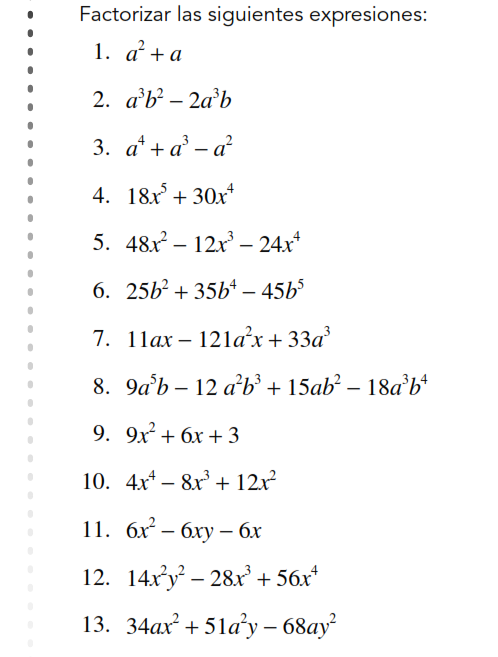 Factorizar las siguientes expresiones:
1. a² + a
2. a³b² – 2a³b
3. a⁴ + a³ – a²
4. 18x⁵ + 30x⁴
5. 48x² – 12x³ – 24x⁴
6. 25b² + 35b⁴ – 45b⁵
7. 11ax – 121a²x + 33a³
8. 9a⁵b – 12 a²b³ + 15ab² – 18a³b⁴
9. 9x² + 6x + 3
10. 4x⁴ – 8x³ + 12x²
11. 6x² – 6xy – 6x
12. 14x²y² – 28x³ + 56x⁴
13. 34ax² + 51a²y – 68ay²